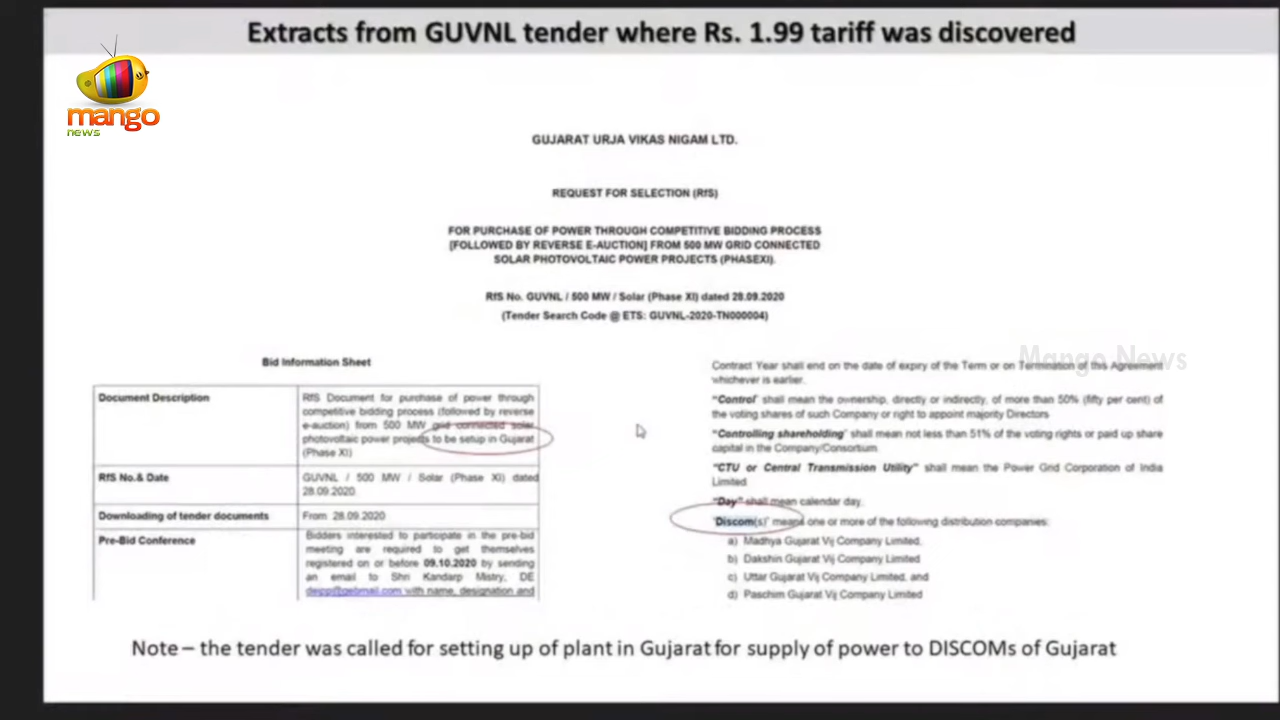 Extracts from GUVNL tender where Rs. 1.99 tariff was discovered
mango
news
GUJARAT URJA VIKAS NIGAM LTD.
REQUEST FOR SELECTION (RfS)
FOR PURCHASE OF POWER THROUGH COMPETITIVE BIDDING PROCESS
[FOLLOWED BY REVERSE E-AUCTION] FROM 500 MW GRID CONNECTED
SOLAR PHOTOVOLTAIC POWER PROJECTS (PHASEXI).
RfS No. GUVNL / 500 MW / Solar (Phase XI) dated 28.09.2020
(Tender Search Code @ ETS: GUVNL-2020-TN000004)
Bid Information Sheet
Document Description
RfS Document for purchase of power through
competitive bidding process (followed by reverse
e-auction) from 500 MW grid connected solar
photovoltaic power projects to be setup in Gujarat
(Phase XI)
RfS No.& Date
GUVNL / 500 MW / Solar (Phase XI) dated
28.09.2020
Downloading of tender documents
From 28.09.2020
Pre-Bid Conference
Bidders interested to participate in the pre-bid
meeting are required to get themselves
registered on or before 09.10.2020 by sending
an email to Shri Kandarp Mistry, DE
with name, designation and
Mango News
Contract Year shall end on the date of expiry of the Term or on Termination of this Agreement
whichever is earlier.
"Control" shall mean the ownership, directly or indirectly, of more than 50% (fifty per cent) of
the voting shares of such Company or right to appoint majority Directors
"Controlling shareholding" shall mean not less than 51% of the voting rights or paid up share
capital in the Company/Consortium
"CTU or Central Transmission Utility" shall mean the Power Grid Corporation of India
Limited
"Day" shall mean calendar day.
"Discom(s)" means one or more of the following distribution companies:
a) Madhya Gujarat Vij Company Limited,
b) Dakshin Gujarat Vij Company Limited
c) Uttar Gujarat Vij Company Limited, and
d) Paschim Gujarat Vij Company Limited
Note – the tender was called for setting up of plant in Gujarat for supply of power to DISCOMs of Gujarat